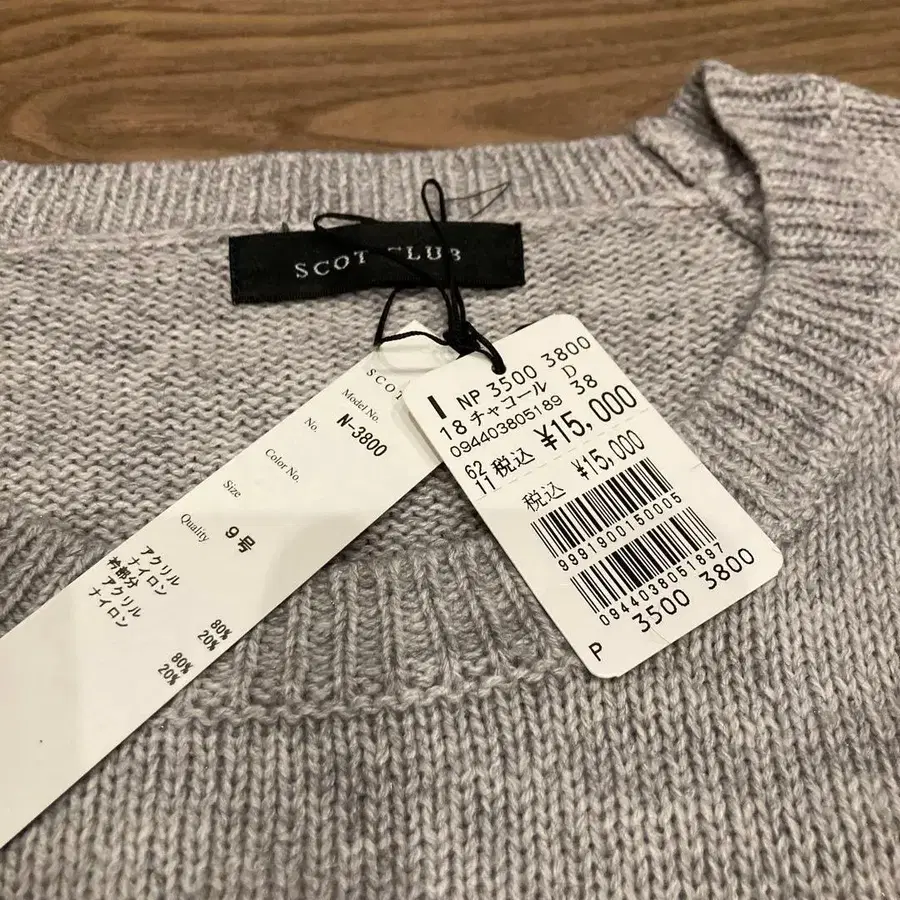 SCOT CLUB
SCOT
Model No.
N-3800
No.
Color No.
Size
9号
Quality
アクリル 80%
ナイロン 20%
衿部分
アクリル 80%
ナイロン 20%
I NP 3500 3800
18 チャコール D
094403805189 38
62
11 税込 ¥15,000
税込 ¥15,000
9991900150005
0944038051897
P 3500 3800